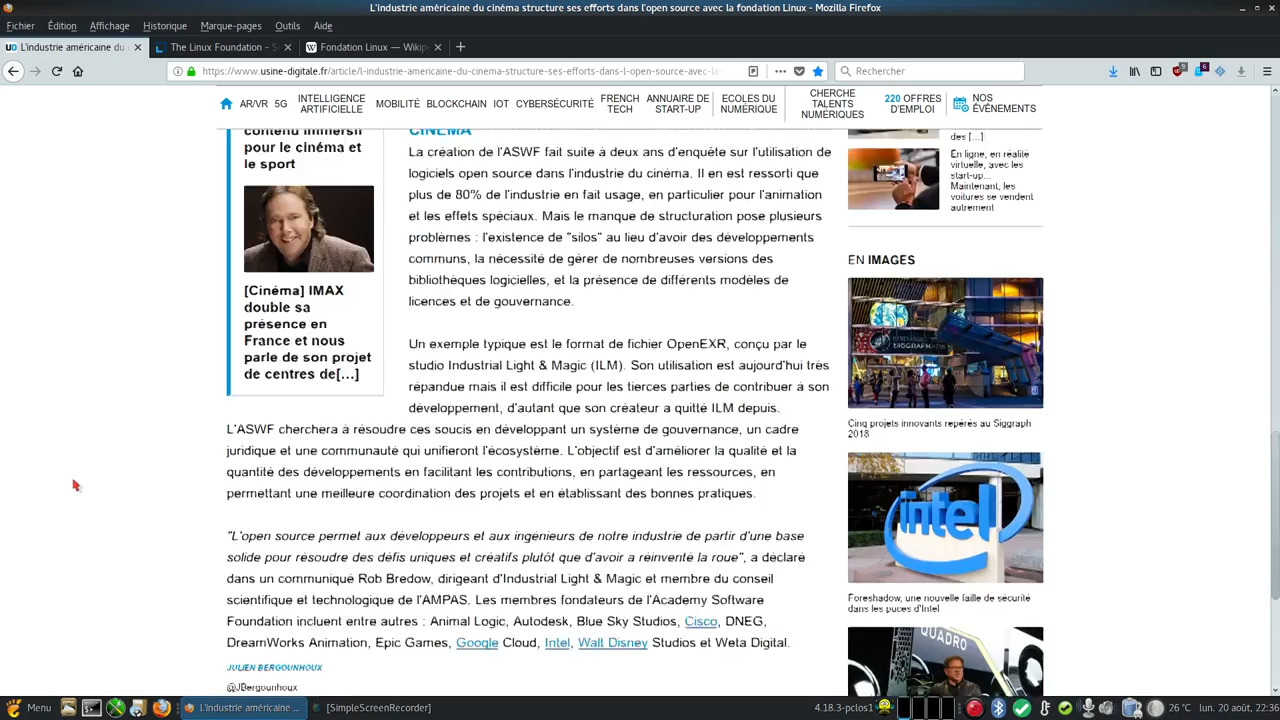 L'industrie américaine du cinéma structure ses efforts dans l'open source avec la fondation Linux - Mozilla Firefox
Fichier Édition Affichage Historique Marque-pages Outils Aide
UD L'industrie américaine du c
The Linux Foundation – S
W Fondation Linux — Wikip
https://www.usine-digitale.fr/article/l-industrie-americaine-du-cinema-structure-ses-efforts-dans-l-open-source-avec-la-
Rechercher
9
6
AR/VR
5G
INTELLIGENCE
ARTIFICIELLE
MOBILITÉ
BLOCKCHAIN
IOT
CYBERSÉCURITÉ
FRENCH
TECH
ANNUAIRE DE
START-UP
ECOLES DU
NUMÉRIQUE
CHERCHE
TALENTS
NUMÉRIQUES
220 OFFRES
D'EMPLOI
NOS
ÉVÉNEMENTS
contenu immersif
pour le cinéma et
le sport
[Cinéma] IMAX
double sa
présence en
France et nous
parle de son projet
de centres de[…]
CINÉMA
La création de l'ASWF fait suite à deux ans d'enquête sur l'utilisation de
logiciels open source dans l'industrie du cinéma. Il en est ressorti que
plus de 80% de l'industrie en fait usage, en particulier pour l'animation
et les effets spéciaux. Mais le manque de structuration pose plusieurs
problèmes : l'existence de "silos" au lieu d'avoir des développements
communs, la nécessité de gérer de nombreuses versions des
bibliothèques logicielles, et la présence de différents modèles de
licences et de gouvernance.
Un exemple typique est le format de fichier OpenEXR, conçu par le
studio Industrial Light & Magic (ILM). Son utilisation est aujourd'hui très
répandue mais il est difficile pour les tierces parties de contribuer à son
développement, d'autant que son créateur a quitté ILM depuis.
L'ASWF cherchera à résoudre ces soucis en développant un système de gouvernance, un cadre
juridique et une communauté qui unifieront l'écosystème. L'objectif est d'améliorer la qualité et la
quantité des développements en facilitant les contributions, en partageant les ressources, en
permettant une meilleure coordination des projets et en établissant des bonnes pratiques.
"L'open source permet aux développeurs et aux ingénieurs de notre industrie de partir d'une base
solide pour résoudre des défis uniques et créatifs plutôt que d'avoir à réinventé la roue", a déclaré
dans un communiqué Rob Bredow, dirigeant d'Industrial Light & Magic et membre du conseil
scientifique et technologique de l'AMPAS. Les membres fondateurs de l'Academy Software
Foundation incluent entre autres : Animal Logic, Autodesk, Blue Sky Studios, Cisco, DNEG,
DreamWorks Animation, Epic Games, Google Cloud, Intel, Walt Disney Studios et Weta Digital.
JULIEN BERGOUNHOUX
@JBergounhoux
des […]
En ligne, en réalité
virtuelle, avec les
start-up...
Maintenant, les
voitures se vendent
autrement
EN IMAGES
Cinq projets innovants repérés au Siggraph
2018
intel
Foreshadow, une nouvelle faille de sécurité
dans les puces d'Intel
QUADRO
Menu
L'industrie américaine ...
[SimpleScreenRecorder]
4.18.3-pclos1
26 °C
lun. 20 août, 22:36